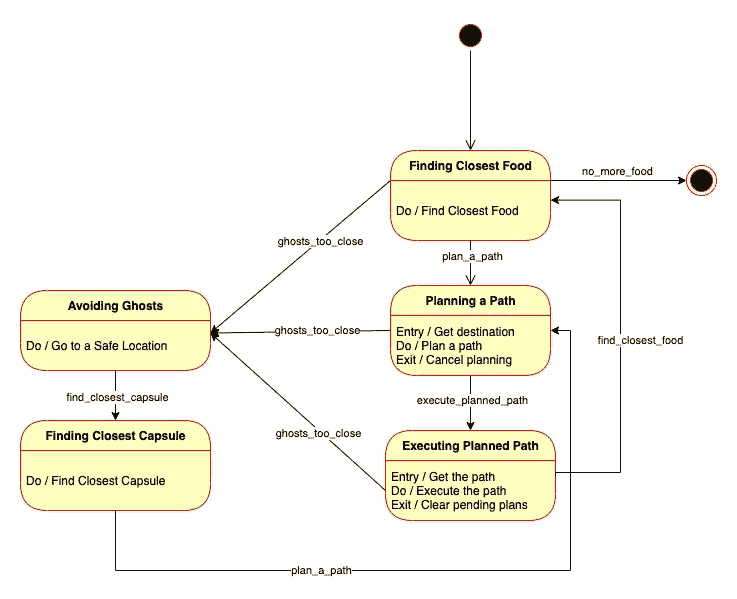 Finding Closest Food
no_more_food
Do / Find Closest Food
ghosts_too_close
plan_a_path
Avoiding Ghosts
Do / Go to a Safe Location
Planning a Path
Entry / Get destination
Do / Plan a path
Exit / Cancel planning
ghosts_too_close
find_closest_food
find_closest_capsule
execute_planned_path
Finding Closest Capsule
Do / Find Closest Capsule
ghosts_too_close
Executing Planned Path
Entry / Get the path
Do / Execute the path
Exit / Clear pending plans
plan_a_path